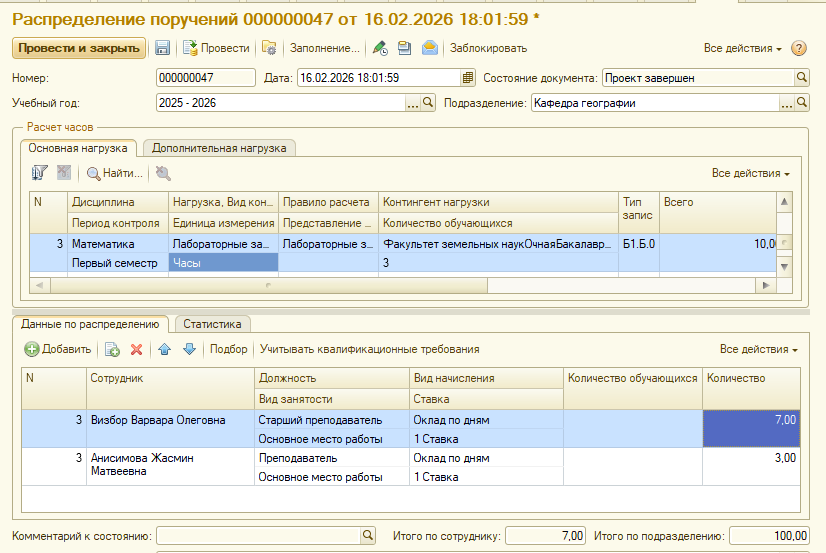 Распределение поручений 000000047 от 16.02.2026 18:01:59 *
Провести и закрыть Провести Заполнение... Заблокировать Все действия
Номер: 000000047 Дата: 16.02.2026 18:01:59 Состояние документа: Проект завершен
Учебный год: 2025 - 2026 Подразделение: Кафедра географии
Расчет часов
Основная нагрузка Дополнительная нагрузка
Найти... Все действия
N Дисциплина Нагрузка, Вид кон... Правило расчета Контингент нагрузки Тип запис Всего
Период контроля Единица измерения Представление ... Количество обучающихся
3 Математика Лабораторные за... Лабораторные з... Факультет земельных наукОчнаяБакалавр... Б1.Б.0 10,0
Первый семестр Часы 3
Данные по распределению Статистика
Добавить Подбор Учитывать квалификационные требования Все действия
N Сотрудник Должность Вид начисления Количество обучающихся Количество
Вид занятости Ставка
3 Визбор Варвара Олеговна Старший преподаватель Оклад по дням 7,00
Основное место работы 1 Ставка
3 Анисимова Жасмин Матвеевна Преподаватель Оклад по дням 3,00
Основное место работы 1 Ставка
Комментарий к состоянию: Итого по сотруднику: 7,00 Итого по подразделению: 100,00